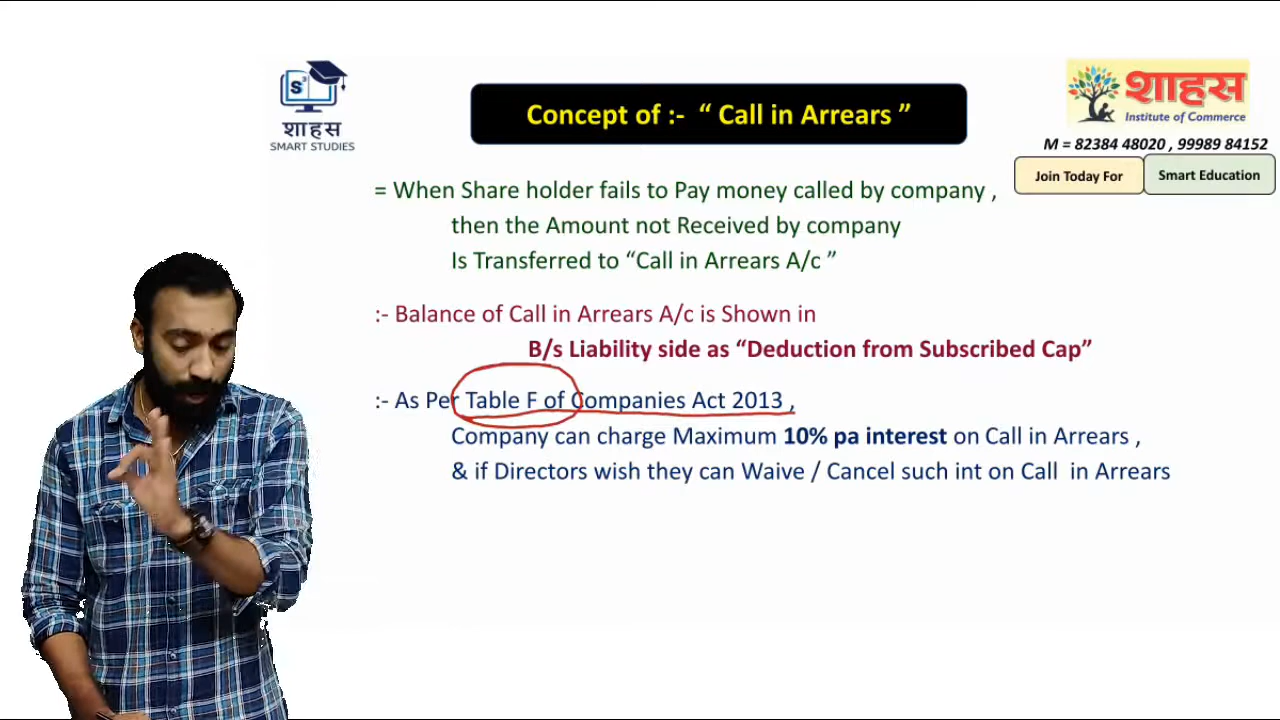 S³
शाहस
SMART STUDIES
Concept of :- “ Call in Arrears ”
शाहस
Institute of Commerce
M = 82384 48020 , 99989 84152
Join Today For
Smart Education
= When Share holder fails to Pay money called by company ,
then the Amount not Received by company
Is Transferred to “Call in Arrears A/c ”
:- Balance of Call in Arrears A/c is Shown in
B/s Liability side as “Deduction from Subscribed Cap”
:- As Per Table F of Companies Act 2013 ,
Company can charge Maximum 10% pa interest on Call in Arrears ,
& if Directors wish they can Waive / Cancel such int on Call in Arrears